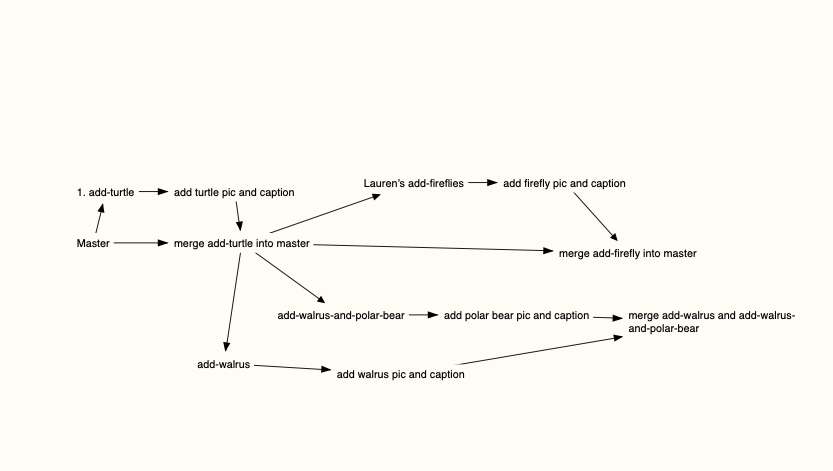 1. add-turtle
add turtle pic and caption
Lauren's add-fireflies
add firefly pic and caption
Master
merge add-turtle into master
merge add-firefly into master
add-walrus-and-polar-bear
add polar bear pic and caption
merge add-walrus and add-walrus-
and-polar-bear
add-walrus
add walrus pic and caption